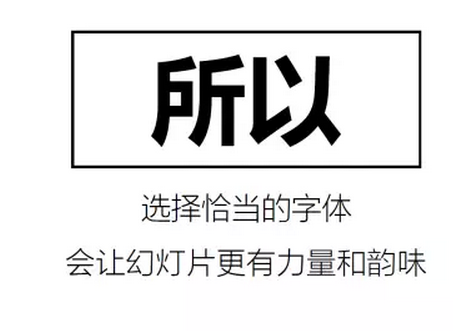 所以
选择恰当的字体
会让幻灯片更有力量和韵味